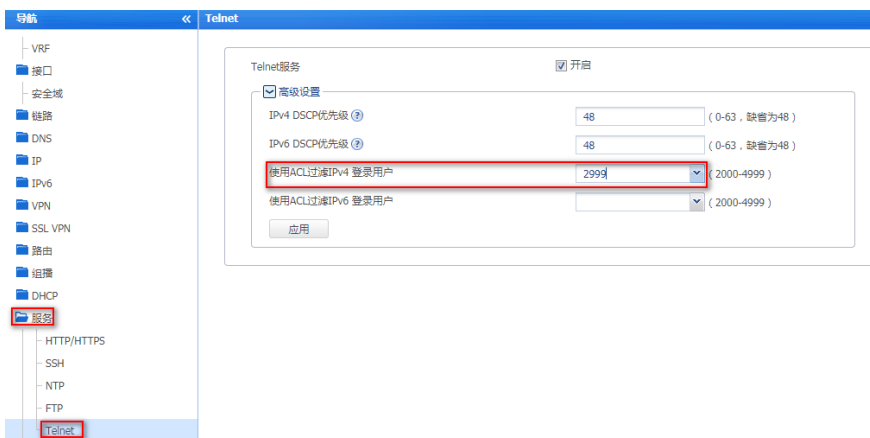 导航 «
Telnet
VRF
接口
安全域
链路
DNS
IP
IPv6
VPN
SSL VPN
路由
组播
DHCP
服务
HTTP/HTTPS
SSH
NTP
FTP
Telnet
Telnet服务 开启
高级设置
IPv4 DSCP优先级 ? 48 ( 0-63 , 缺省为48 )
IPv6 DSCP优先级 ? 48 ( 0-63 , 缺省为48 )
使用ACL过滤IPv4 登录用户 2999 ( 2000-4999 )
使用ACL过滤IPv6 登录用户 ( 2000-4999 )
应用